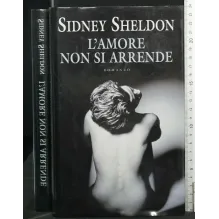 SIDNEY SHELDON
L'AMORE
NON SI ARRENDE
SIDNEY SHELDON L'AMORE NON SI ARRENDE